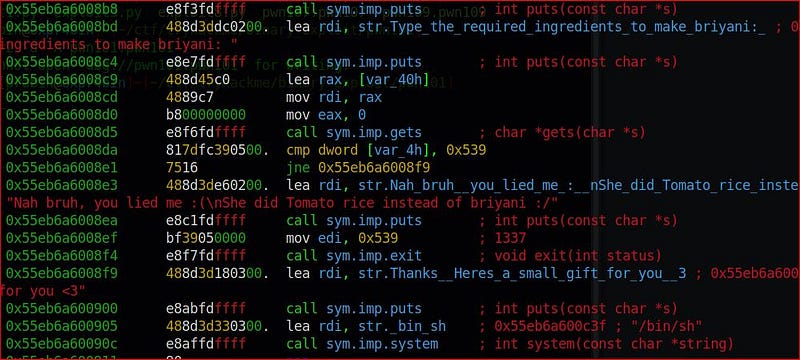 0x55eb6a6008b8 e8f3fdffff call sym.imp.puts ; int puts(const char *s)
0x55eb6a6008bd 488d3ddc0200. lea rdi, str.Type_the_required_ingredients_to_make_briyani:_ ; 0
ingredients to make briyani: "
0x55eb6a6008c4 e8e7fdffff call sym.imp.puts ; int puts(const char *s)
0x55eb6a6008c9 488d45c0 lea rax, [var_40h]
0x55eb6a6008cd 4889c7 mov rdi, rax
0x55eb6a6008d0 b800000000 mov eax, 0
0x55eb6a6008d5 e8f6fdffff call sym.imp.gets ; char *gets(char *s)
0x55eb6a6008da 817dfc390500. cmp dword [var_4h], 0x539
0x55eb6a6008e1 7516 jne 0x55eb6a6008f9
0x55eb6a6008e3 488d3de60200. lea rdi, str.Nah_bruh__you_lied_me_:__nShe_did_Tomato_rice_inste
"Nah bruh, you lied me :(\nShe did Tomato rice instead of briyani :/"
0x55eb6a6008ea e8c1fdffff call sym.imp.puts ; int puts(const char *s)
0x55eb6a6008ef bf39050000 mov edi, 0x539 ; 1337
0x55eb6a6008f4 e8f7fdffff call sym.imp.exit ; void exit(int status)
0x55eb6a6008f9 488d3d180300. lea rdi, str.Thanks__Heres_a_small_gift_for_you__3 ; 0x55eb6a600
for you <3"
0x55eb6a600900 e8abfdffff call sym.imp.puts ; int puts(const char *s)
0x55eb6a600905 488d3d330300. lea rdi, str._bin_sh ; 0x55eb6a600c3f ; "/bin/sh"
0x55eb6a60090c e8affdffff call sym.imp.system ; int system(const char *string)